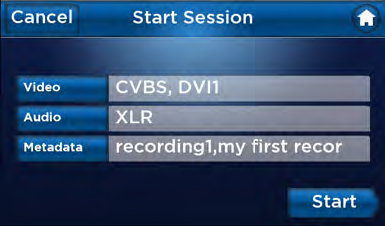 Cancel Start Session
Video CVBS, DVI1
Audio XLR
Metadata recording1,my first recor
Start